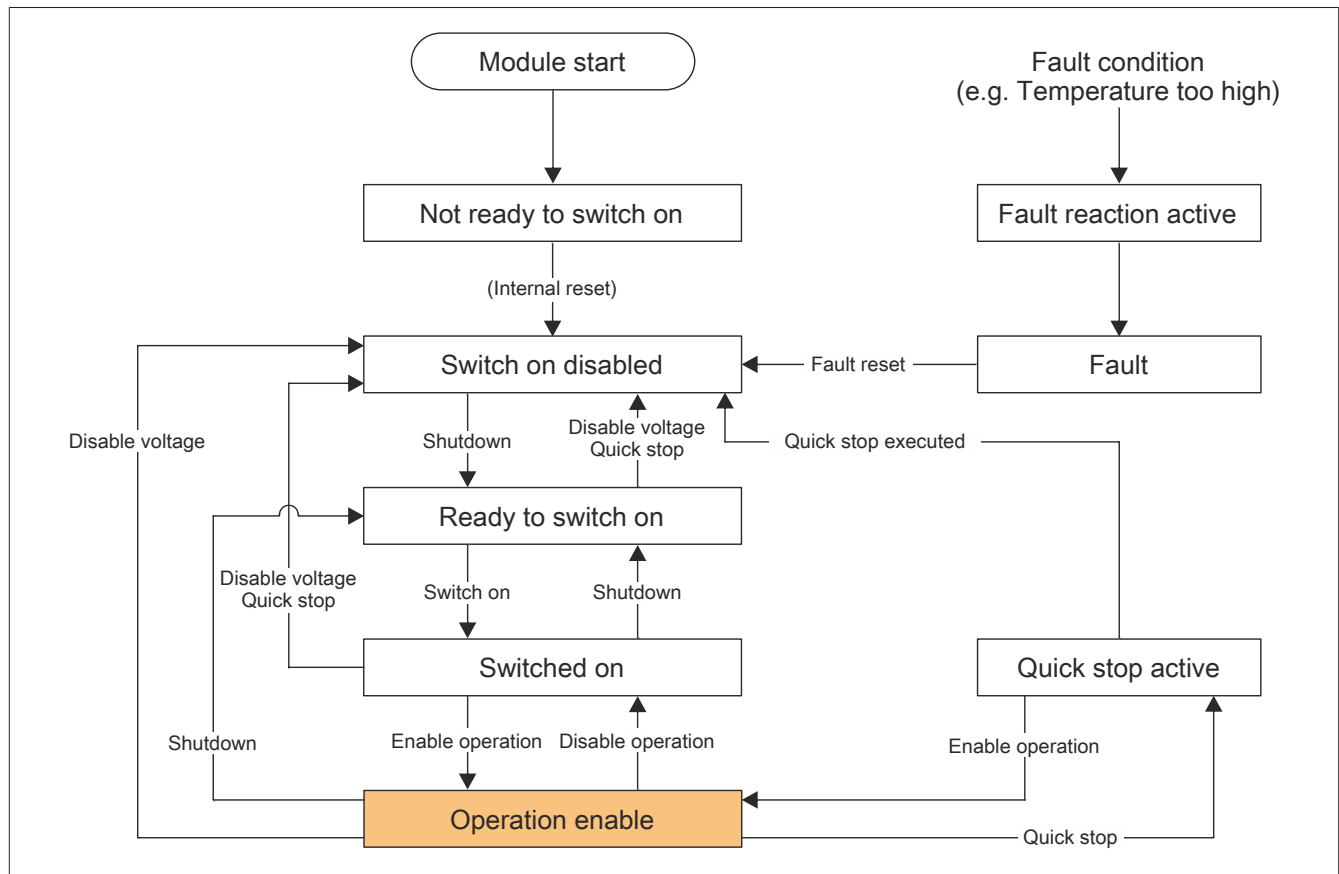 Module start
Fault condition
(e.g. Temperature too high)
Not ready to switch on
Fault reaction active
(Internal reset)
Switch on disabled
Fault reset
Fault
Disable voltage
Shutdown
Disable voltage
Quick stop
Quick stop executed
Ready to switch on
Disable voltage
Quick stop
Switch on
Shutdown
Switched on
Quick stop active
Shutdown
Enable operation
Disable operation
Enable operation
Operation enable
Quick stop